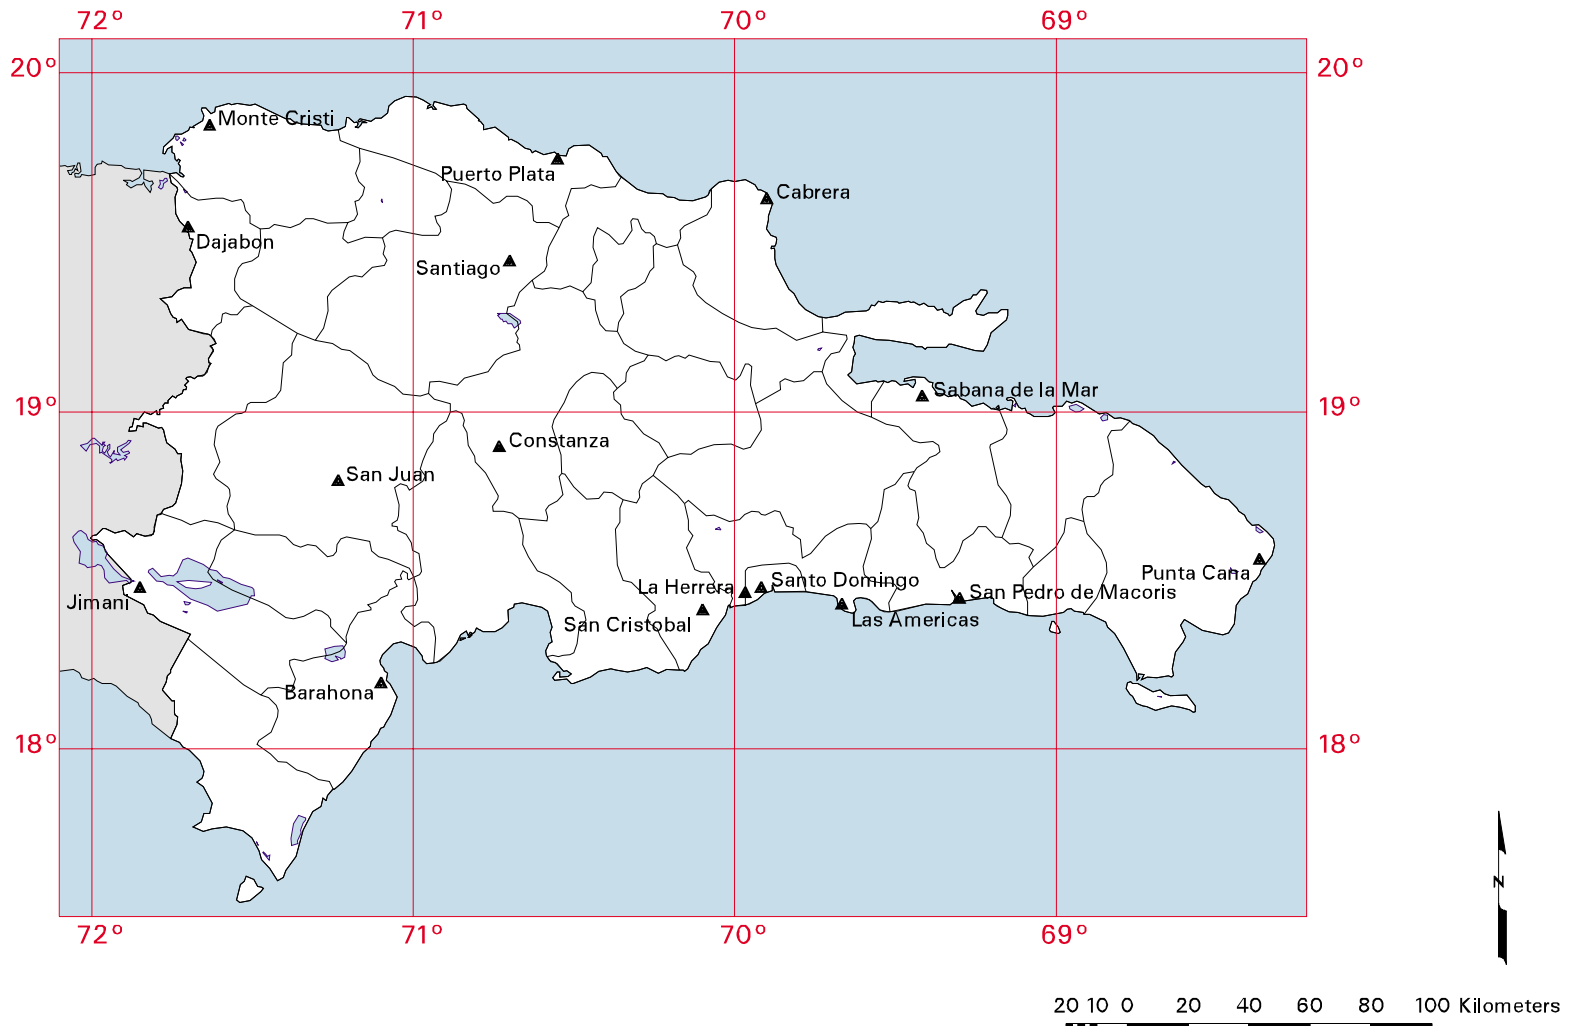 72° 71° 70° 69°
20° 20°
Monte Cristi
Puerto Plata
Cabrera
Dajabon
Santiago
Sabana de la Mar
19° 19°
Constanza
San Juan
Punta Cana
La Herrera Santo Domingo
San Pedro de Macoris
Jimani
San Cristobal Las Americas
Barahona
18° 18°
N
72° 71° 70° 69°
20 10 0 20 40 60 80 100 Kilometers